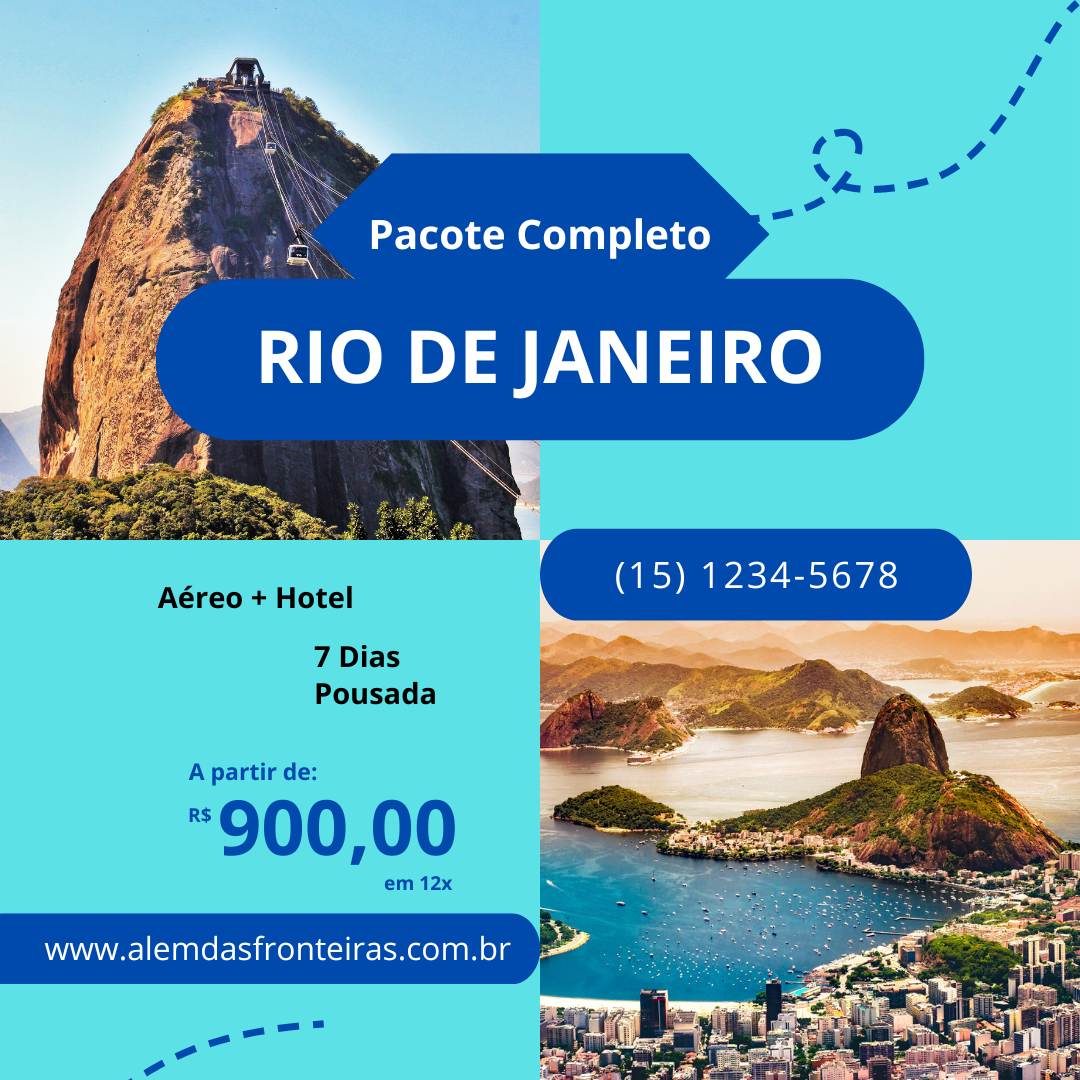 Pacote Completo
RIO DE JANEIRO
(15) 1234-5678
Aéreo + Hotel
7 Dias
Pousada
A partir de:
R$ 900,00
em 12x
www.alemdasfronteiras.com.br